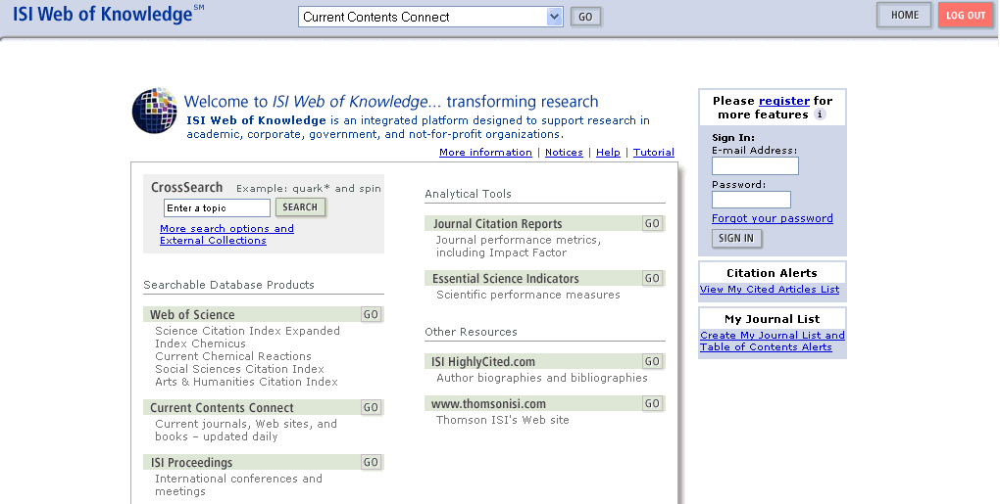 ISI Web of Knowledge℠
Current Contents Connect
GO
HOME
LOG OUT
Welcome to ISI Web of Knowledge... transforming research
ISI Web of Knowledge is an integrated platform designed to support research in
academic, corporate, government, and not-for-profit organizations.
More information | Notices | Help | Tutorial
CrossSearch Example: quark* and spin
Enter a topic SEARCH
More search options and
External Collections
Searchable Database Products
Web of Science GO
Science Citation Index Expanded
Index Chemicus
Current Chemical Reactions
Social Sciences Citation Index
Arts & Humanities Citation Index
Current Contents Connect GO
Current journals, Web sites, and
books – updated daily
ISI Proceedings GO
International conferences and
meetings
Analytical Tools
Journal Citation Reports GO
Journal performance metrics,
including Impact Factor
Essential Science Indicators GO
Scientific performance measures
Other Resources
ISI HighlyCited.com GO
Author biographies and bibliographies
www.thomsonisi.com GO
Thomson ISI's Web site
Please register for
more features i
Sign In:
E-mail Address:
Password:
Forgot your password
SIGN IN
Citation Alerts
View My Cited Articles List
My Journal List
Create My Journal List and
Table of Contents Alerts